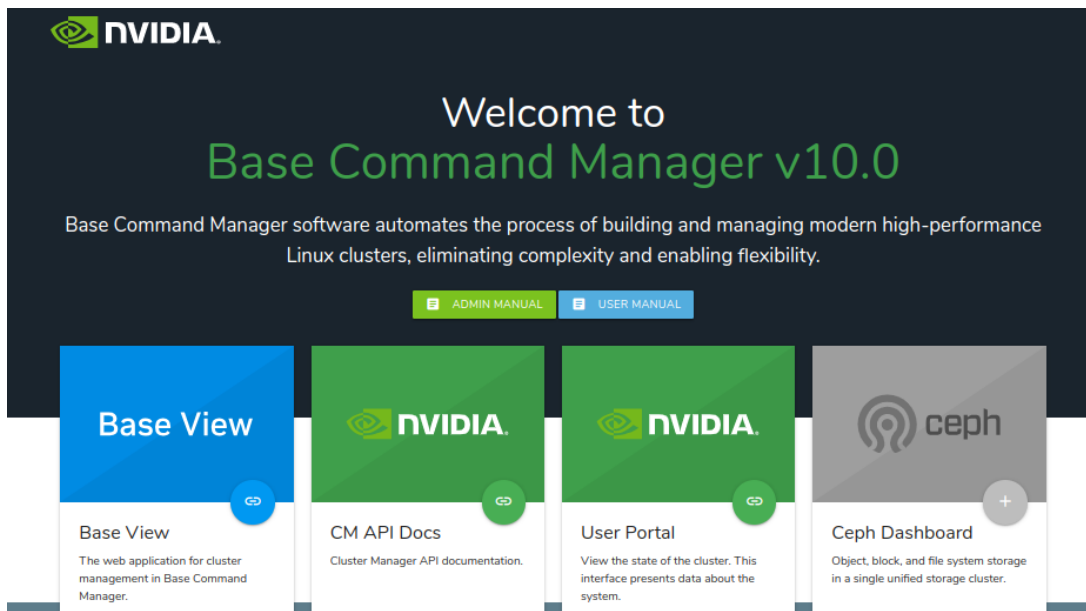 NVIDIA.
Welcome to
Base Command Manager v10.0
Base Command Manager software automates the process of building and managing modern high-performance
Linux clusters, eliminating complexity and enabling flexibility.
ADMIN MANUAL
USER MANUAL
Base View
NVIDIA.
NVIDIA.
ceph
Base View
The web application for cluster
management in Base Command
Manager.
CM API Docs
Cluster Manager API documentation.
User Portal
View the state of the cluster. This
interface presents data about the
system.
Ceph Dashboard
Object, block, and file system storage
in a single unified storage cluster.